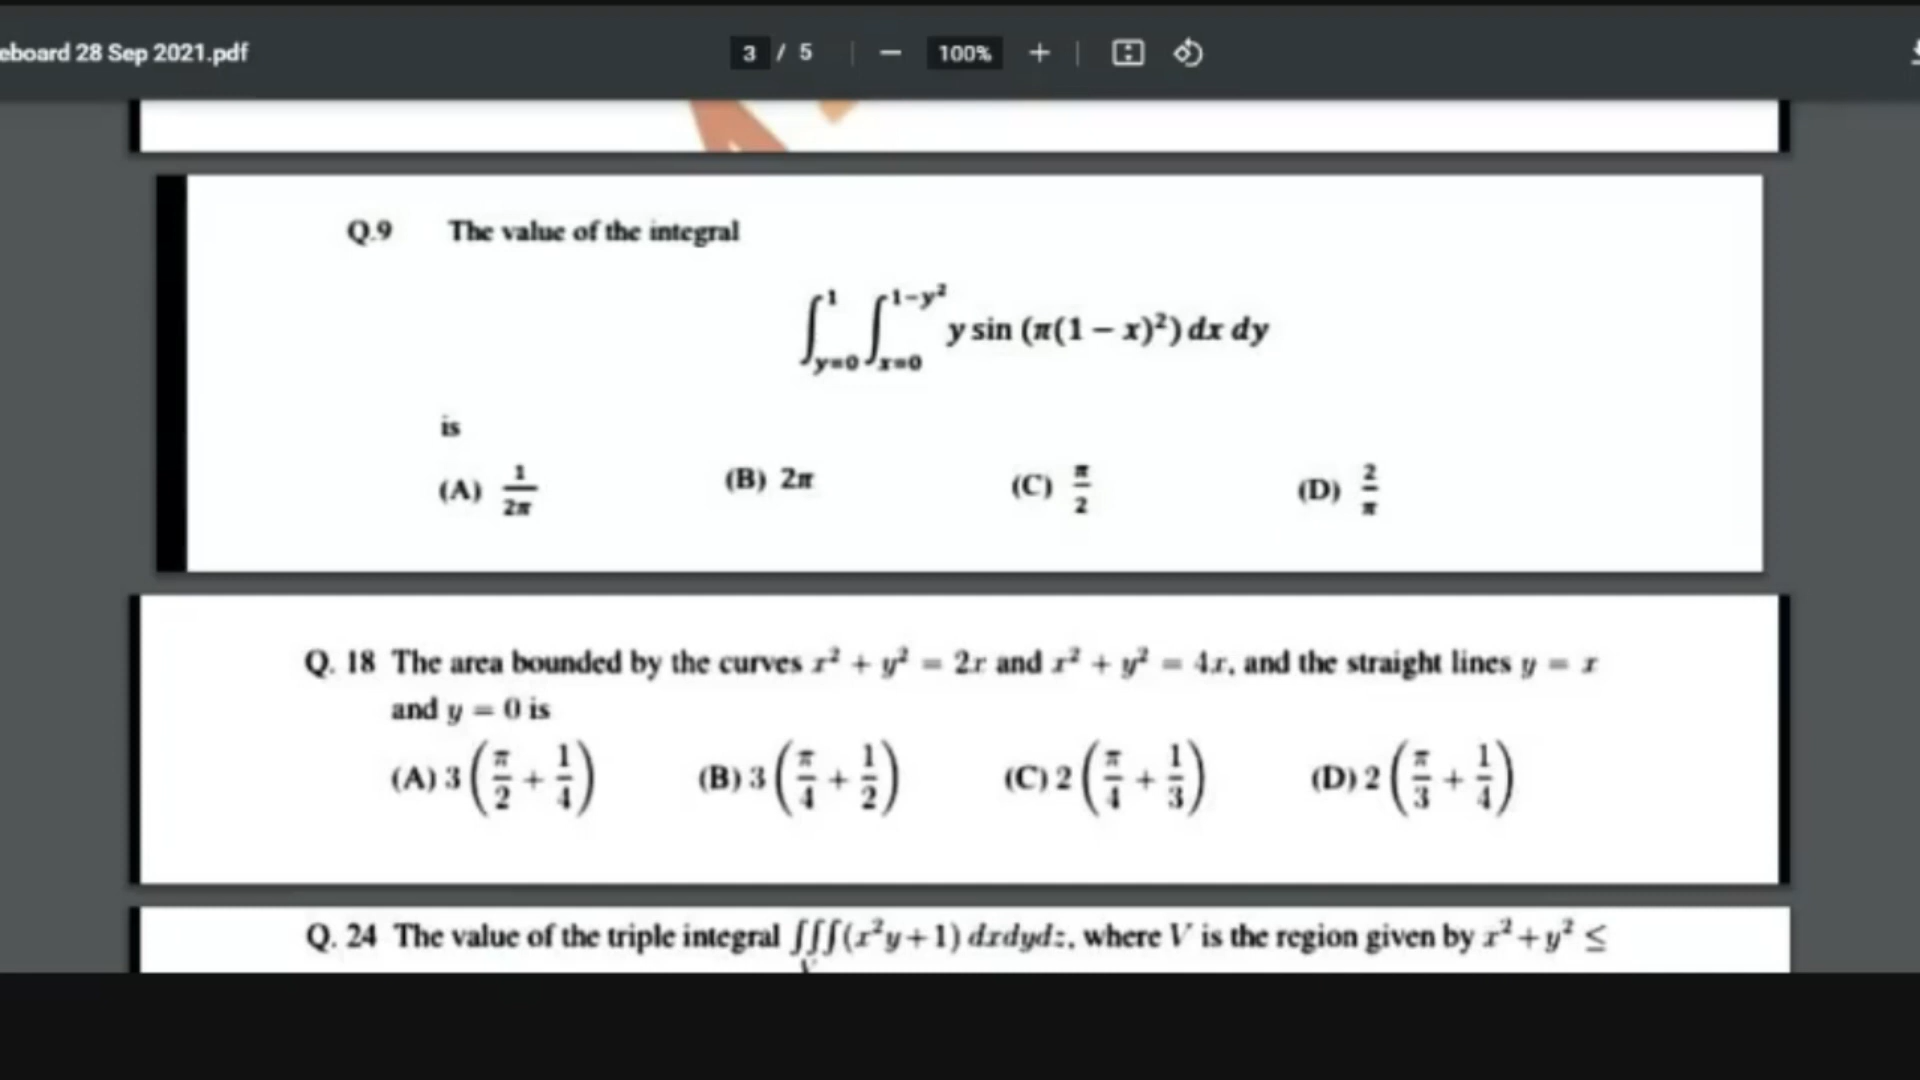 eboard 28 Sep 2021.pdf
3 / 5
100%
Q.9 The value of the integral
∫_{y=0}^{1} ∫_{x=0}^{1−y²} y sin (π(1 − x)²) dx dy
is
(A) 1/2π (B) 2π (C) π/2 (D) 2/π
Q. 18 The area bounded by the curves x² + y² = 2x and x² + y² = 4x, and the straight lines y = x
and y = 0 is
(A) 3 (π/2 + 1/4) (B) 3 (π/4 + 1/2) (C) 2 (π/4 + 1/3) (D) 2 (π/3 + 1/4)
Q. 24 The value of the triple integral ∭_V (x²y+1) dxdydz, where V is the region given by x²+y² ≤